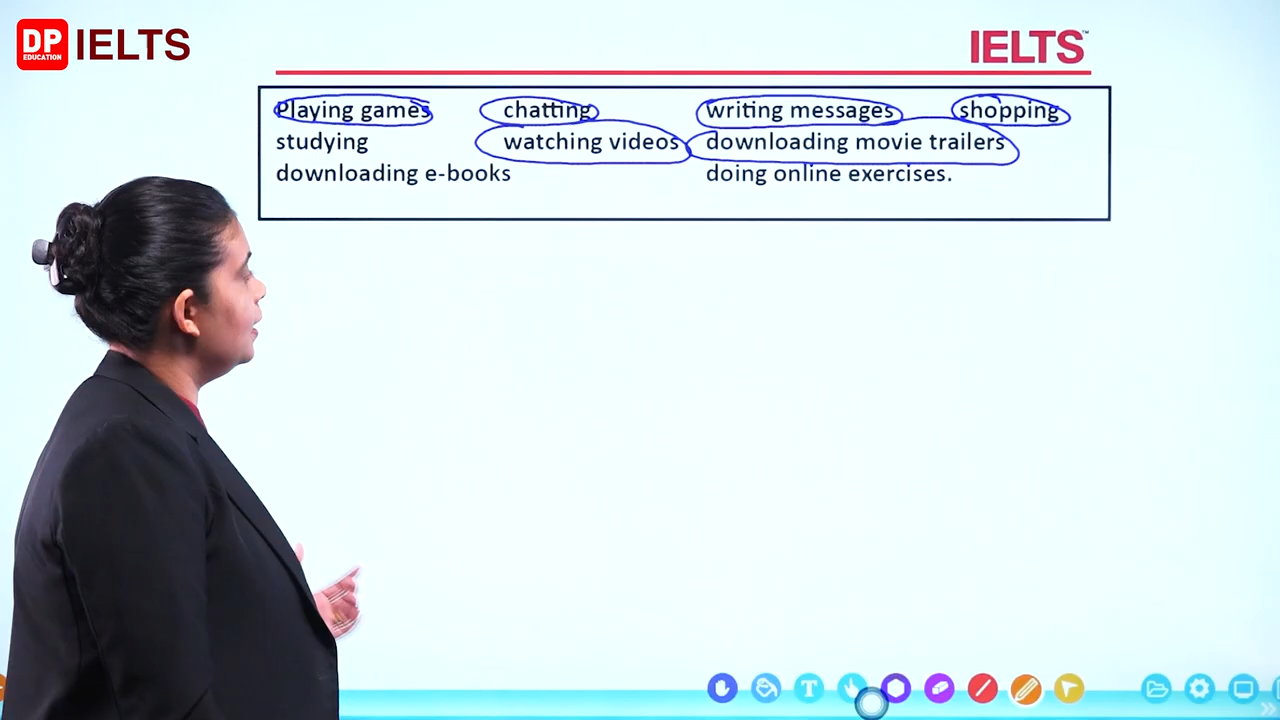 DP
EDUCATION
IELTS
IELTS™
Playing games chatting writing messages shopping
studying watching videos downloading movie trailers
downloading e-books doing online exercises.
T